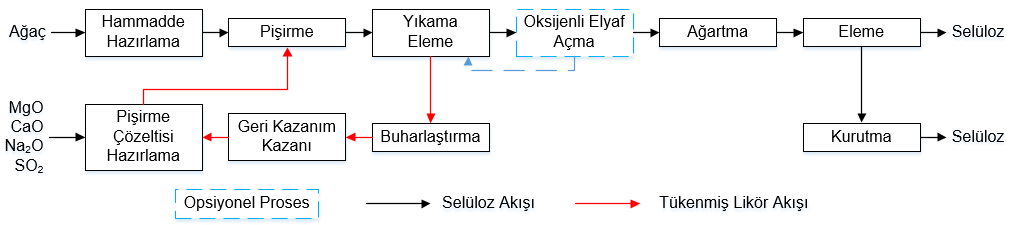 Ağaç
Hammadde
Hazırlama
Pişirme
Yıkama
Eleme
Oksijenli Elyaf
Açma
Ağartma
Eleme
Selüloz
MgO
CaO
Na₂O
SO₂
Pişirme
Çözeltisi
Hazırlama
Geri Kazanım
Kazanı
Buharlaştırma
Kurutma
Selüloz
Opsiyonel Proses
Selüloz Akışı
Tükenmiş Likör Akışı